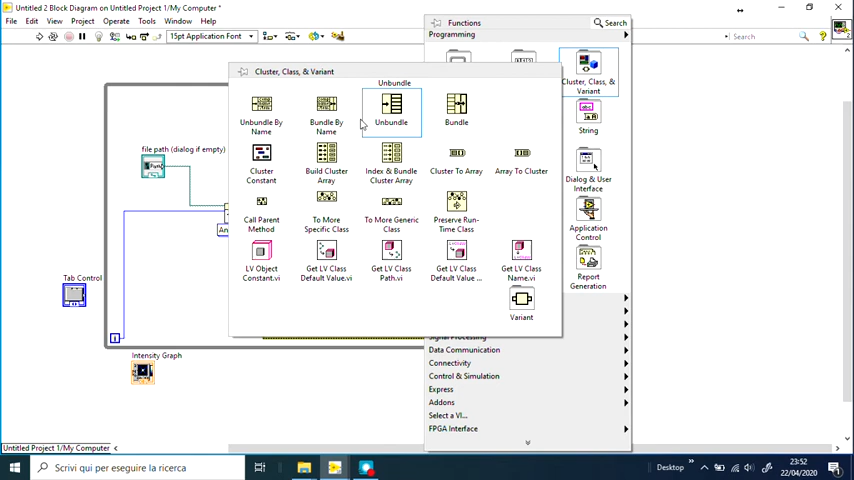 Untitled 2 Block Diagram on Untitled Project 1/My Computer *
File Edit View Project Operate Tools Window Help
15pt Application Font
Search
Functions
Search
Programming
Cluster, Class, & Variant
Unbundle
Unbundle By Name
Bundle By Name
Unbundle
Bundle
Cluster Constant
Build Cluster Array
Index & Bundle Cluster Array
Cluster To Array
Array To Cluster
Call Parent Method
To More Specific Class
To More Generic Class
Preserve Run-Time Class
LV Object Constant.vi
Get LV Class Default Value.vi
Get LV Class Path.vi
Get LV Class Default Value ...
Get LV Class Name.vi
Variant
Cluster, Class, & Variant
String
Dialog & User Interface
Application Control
Report Generation
Signal Processing
Data Communication
Connectivity
Control & Simulation
Express
Addons
Select a VI...
FPGA Interface
file path (dialog if empty)
Tab Control
Intensity Graph
Untitled Project 1/My Computer
Scrivi qui per eseguire la ricerca
Desktop
23:52
22/04/2020